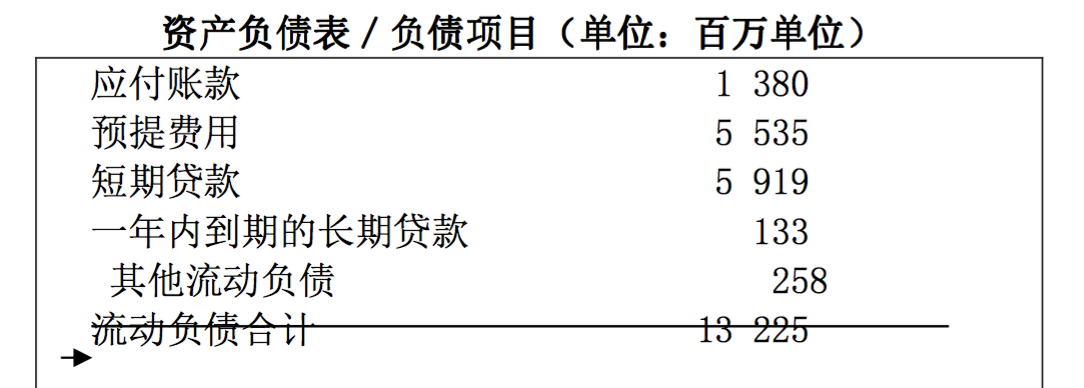 资产负债表 / 负债项目（单位：百万单位）
应付账款 1 380
预提费用 5 535
短期贷款 5 919
一年内到期的长期贷款 133
其他流动负债 258
流动负债合计 13 225